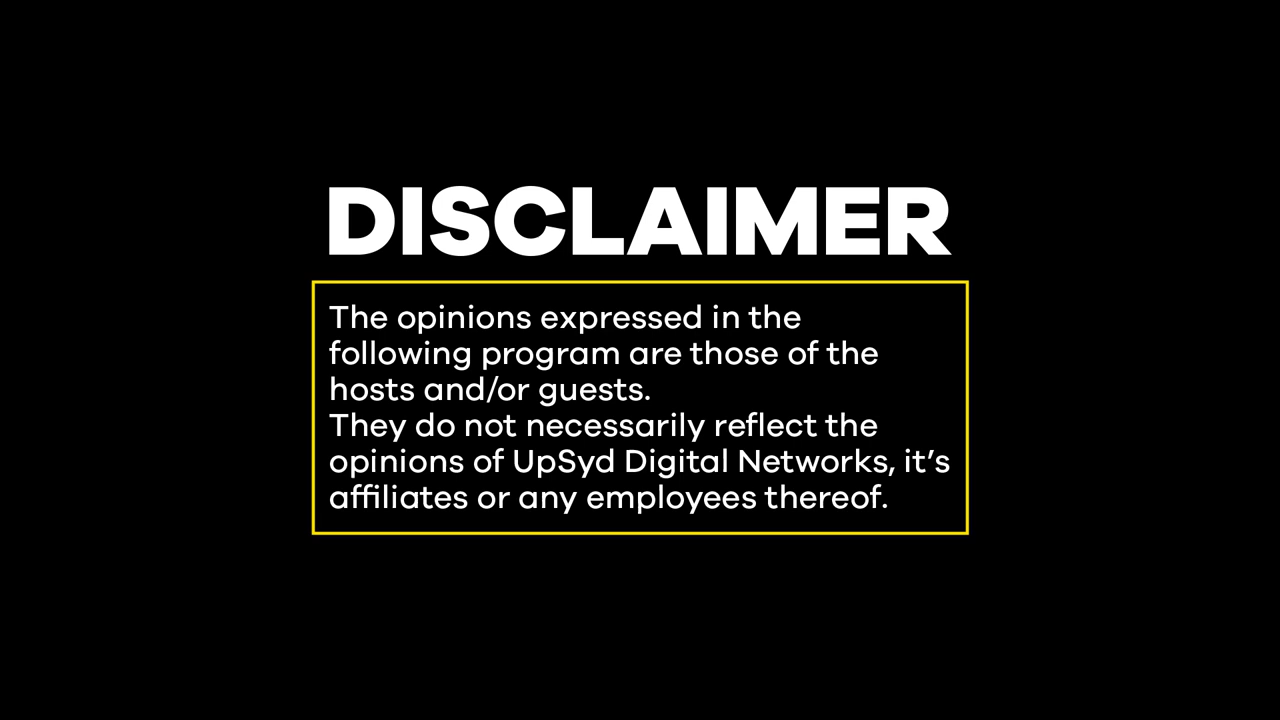 DISCLAIMER
The opinions expressed in the
following program are those of the
hosts and/or guests.
They do not necessarily reflect the
opinions of UpSyd Digital Networks, it’s
affiliates or any employees thereof.